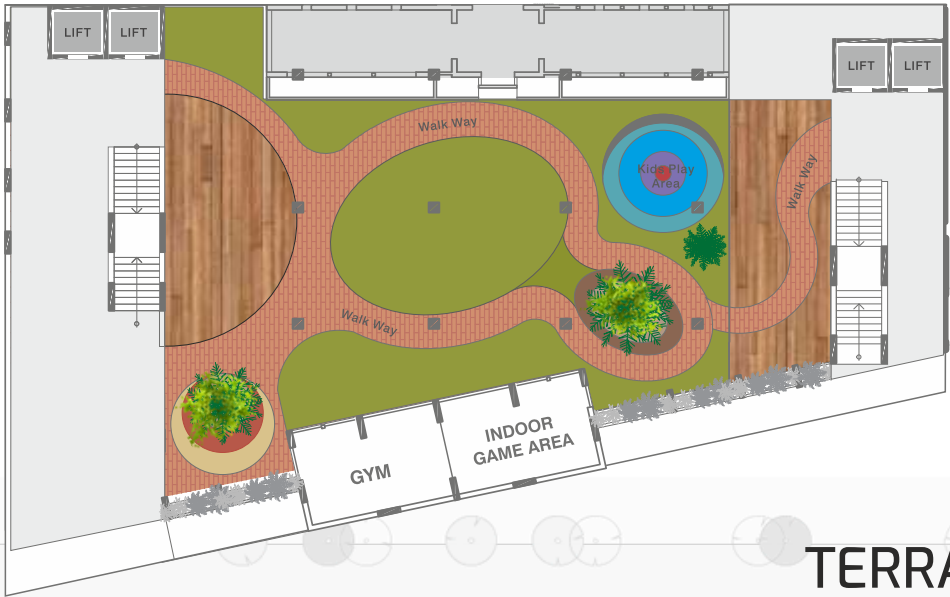 LIFT
LIFT
LIFT
LIFT
Walk Way
Kids Play
Area
Walk Way
Walk Way
INDOOR
GAME AREA
GYM
TERRA